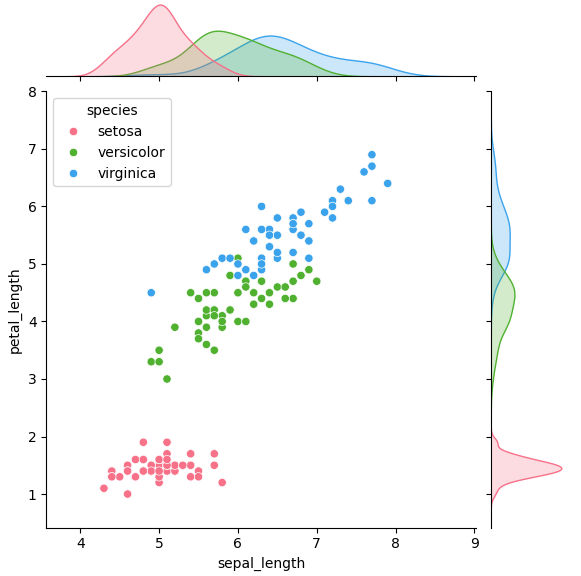 8
species
setosa
versicolor
virginica
7
6
5
4
3
2
1
petal_length
4 5 6 7 8 9
sepal_length